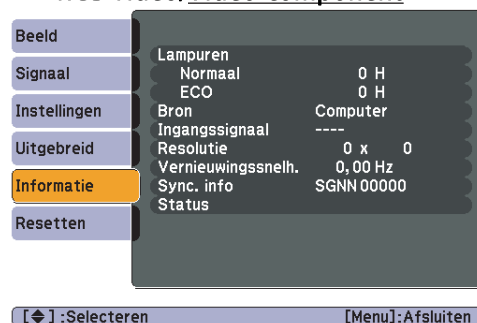 Beeld
Signaal
Instellingen
Uitgebreid
Informatie
Resetten
Lampuren
Normaal 0 H
ECO 0 H
Bron Computer
Ingangssignaal ----
Resolutie 0 x 0
Vernieuwingssnelh. 0,00 Hz
Sync. info SGNN 00000
Status
[◆] :Selecteren [Menu]:Afsluiten